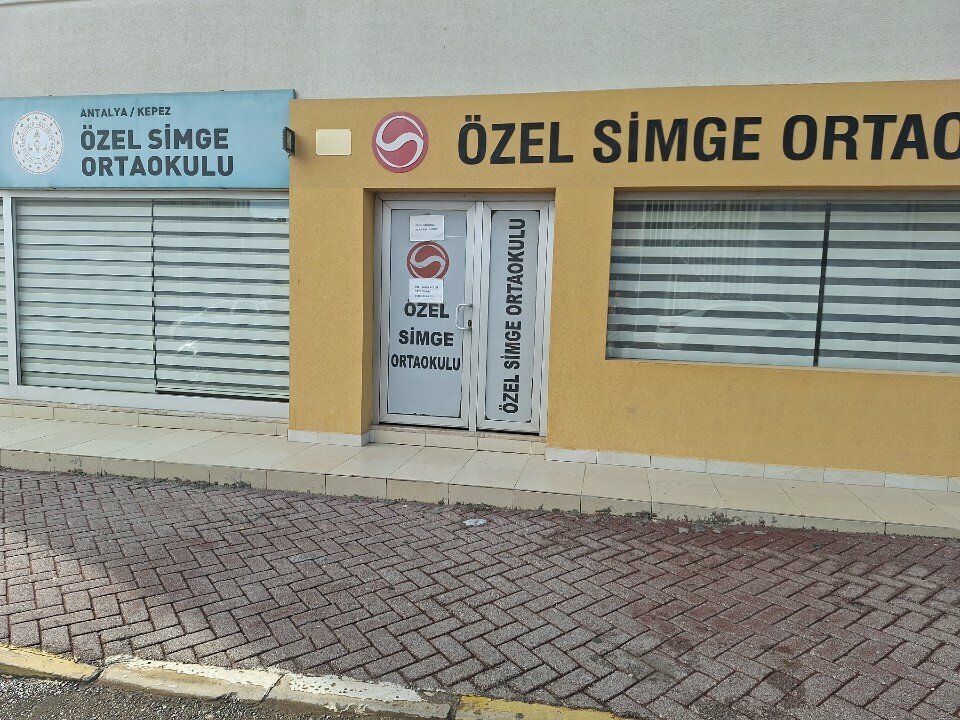 ANTALYA / KEPEZ
ÖZEL SİMGE
ORTAOKULU
ÖZEL SİMGE ORTAO
ÖZEL
SİMGE
ORTAOKULU
ÖZEL SİMGE ORTAOKULU